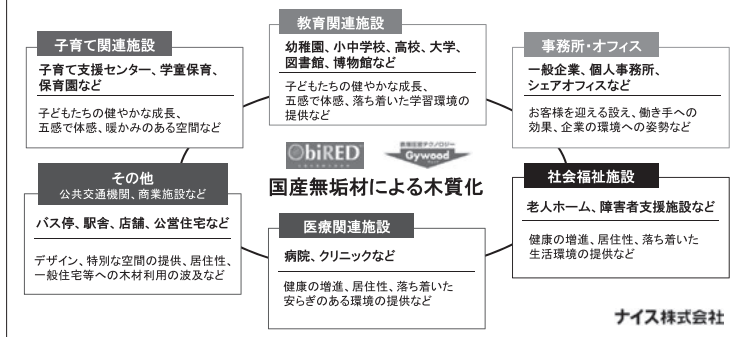 教育関連施設
幼稚園、小中学校、高校、大学、
図書館、博物館など
子どもたちの健やかな成長、
五感で体感、落ち着いた学習環境の
提供など
子育て関連施設
子育て支援センター、学童保育、
保育園など
子どもたちの健やかな成長、
五感で体感、暖かみのある空間など
事務所・オフィス
一般企業、個人事務所、
シェアオフィスなど
お客様を迎える設え、働き手への
効果、企業の環境への姿勢など
ObiRED
Gywood
国産無垢材による木質化
その他
公共交通機関、商業施設など
バス停、駅舎、店舗、公営住宅など
デザイン、特別な空間の提供、居住性、
一般住宅等への木材利用の波及など
社会福祉施設
老人ホーム、障害者支援施設など
健康の増進、居住性、落ち着いた
生活環境の提供など
医療関連施設
病院、クリニックなど
健康の増進、居住性、落ち着いた
安らぎのある環境の提供など
ナイス株式会社